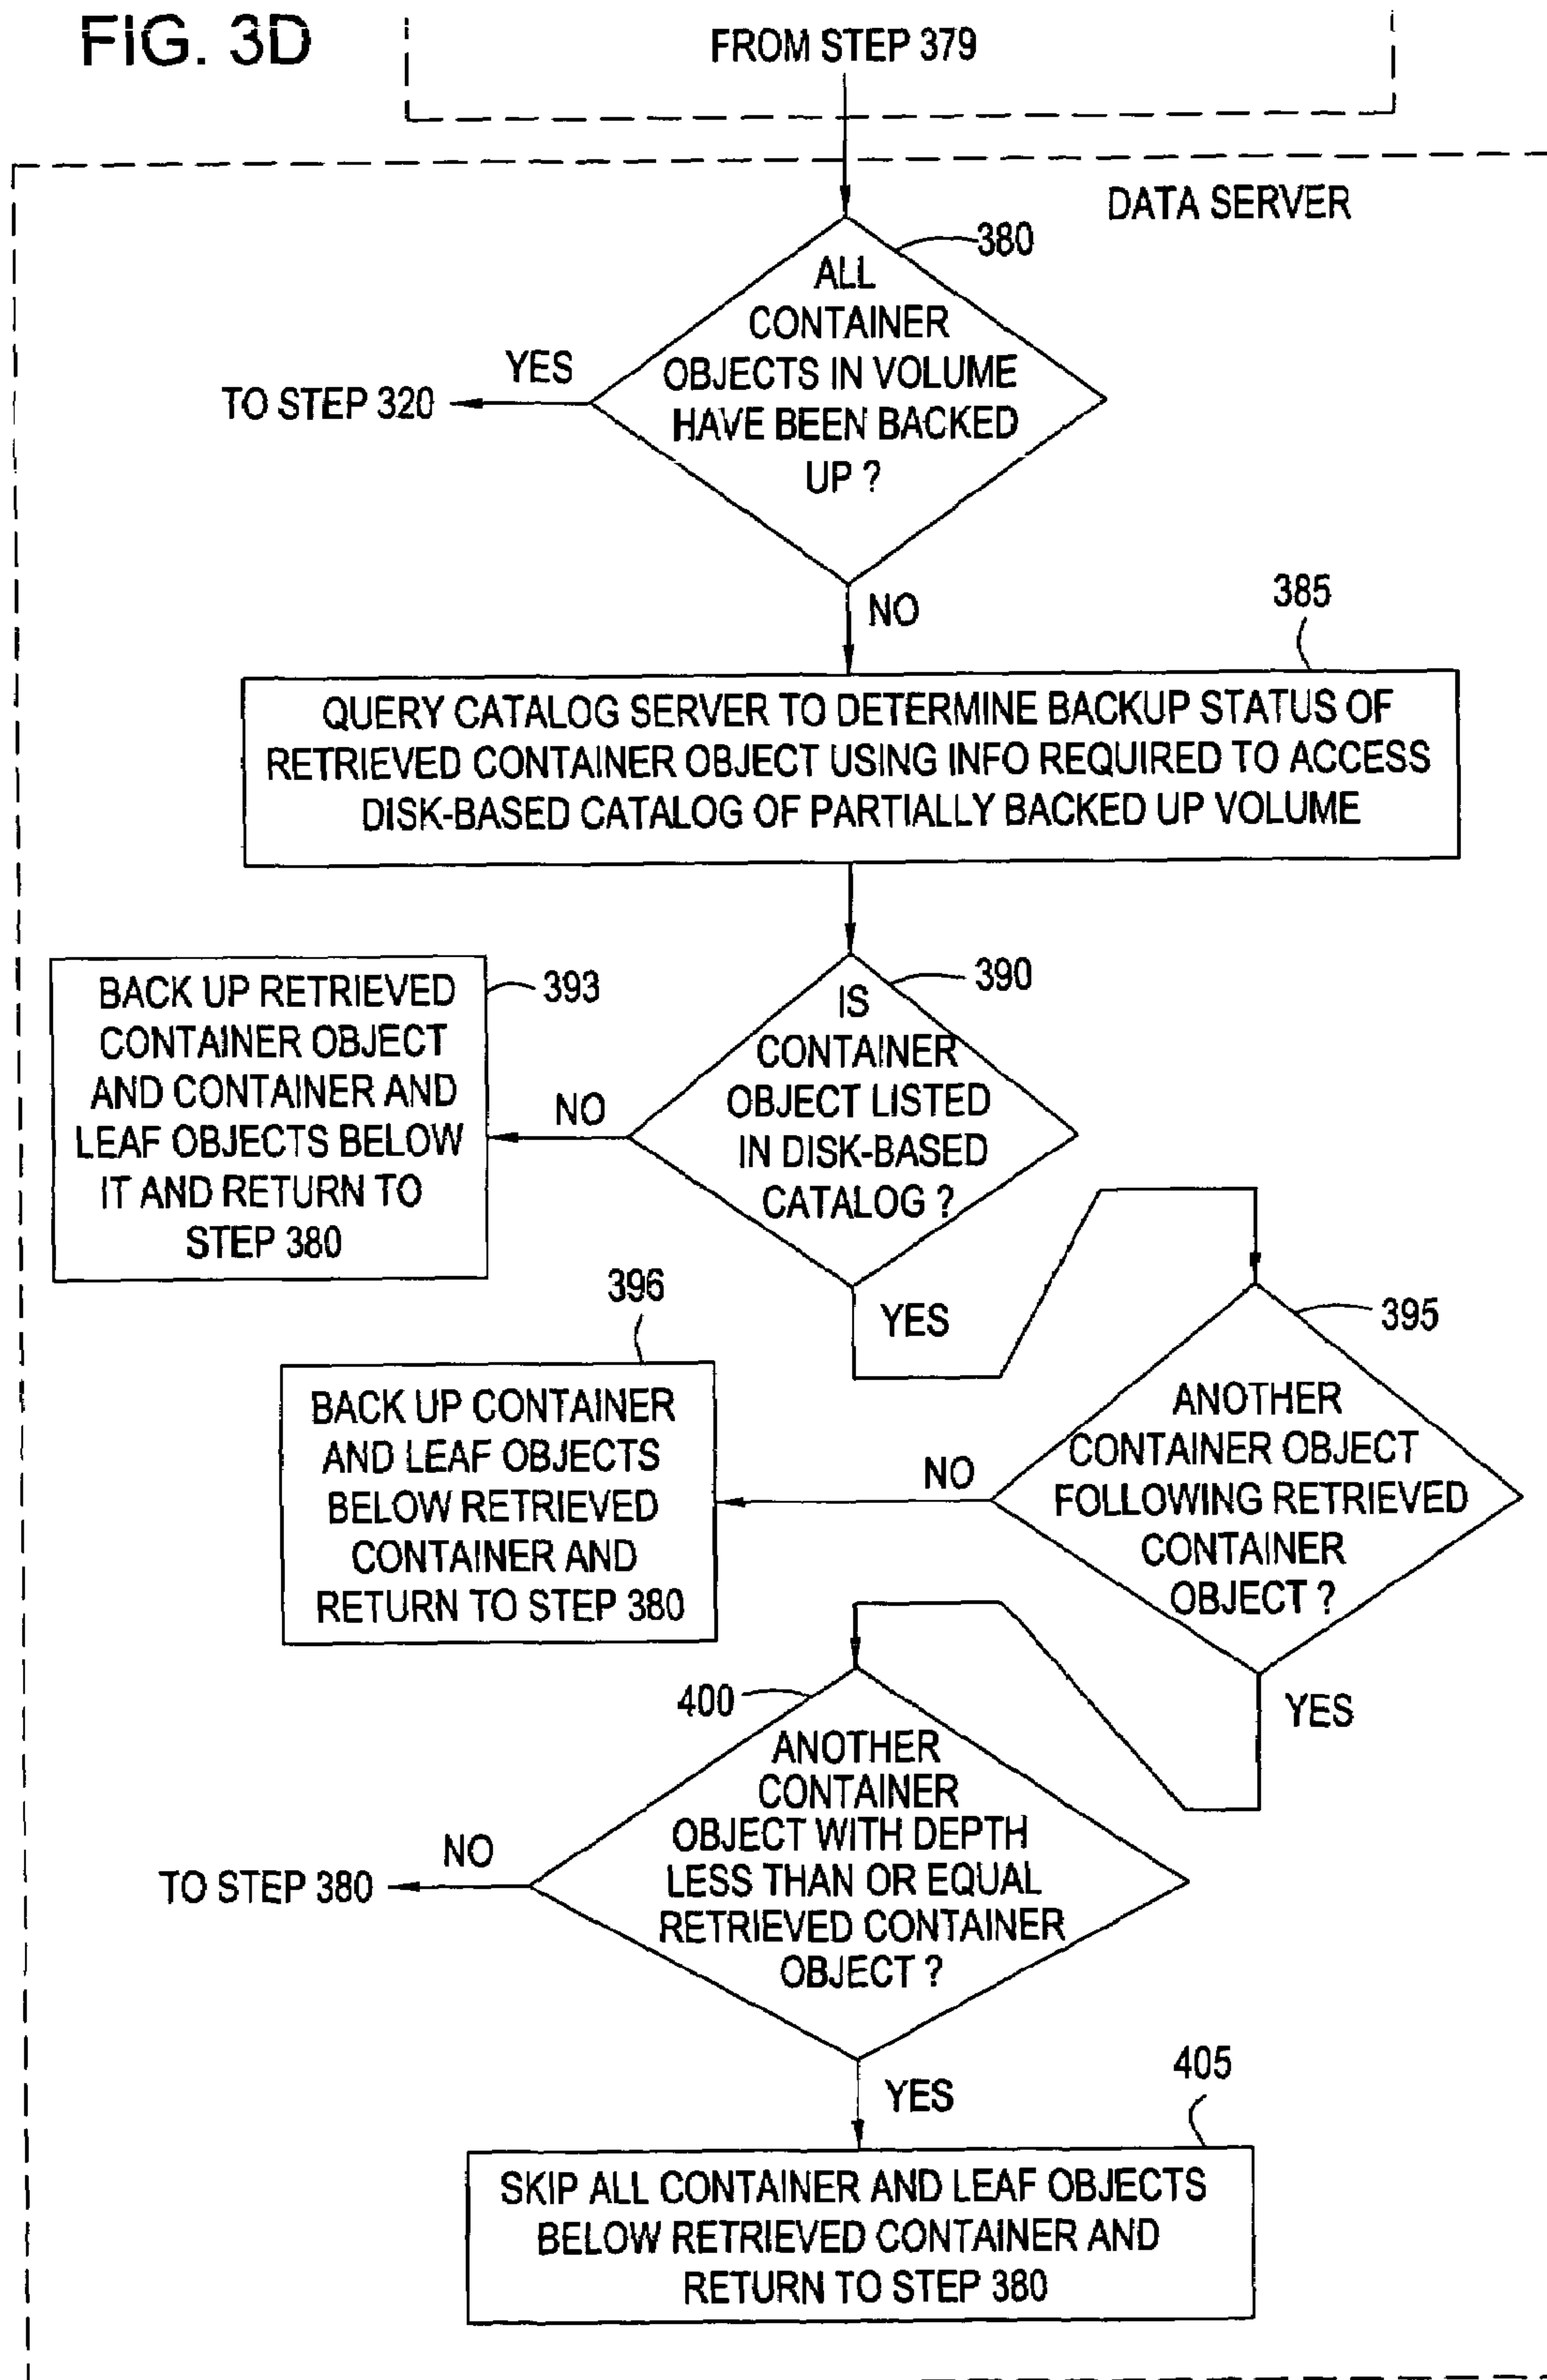 FIG. 3D
FROM STEP 379
DATA SERVER
380
ALL
CONTAINER
OBJECTS IN VOLUME
HAVE BEEN BACKED
UP ?
YES
TO STEP 320
NO
385
QUERY CATALOG SERVER TO DETERMINE BACKUP STATUS OF
RETRIEVED CONTAINER OBJECT USING INFO REQUIRED TO ACCESS
DISK-BASED CATALOG OF PARTIALLY BACKED UP VOLUME
390
IS
CONTAINER
OBJECT LISTED
IN DISK-BASED
CATALOG ?
NO
393
BACK UP RETRIEVED
CONTAINER OBJECT
AND CONTAINER AND
LEAF OBJECTS BELOW
IT AND RETURN TO
STEP 380
YES
395
ANOTHER
CONTAINER OBJECT
FOLLOWING RETRIEVED
CONTAINER
OBJECT ?
NO
396
BACK UP CONTAINER
AND LEAF OBJECTS
BELOW RETRIEVED
CONTAINER AND
RETURN TO STEP 380
YES
400
ANOTHER
CONTAINER
OBJECT WITH DEPTH
LESS THAN OR EQUAL
RETRIEVED CONTAINER
OBJECT ?
NO
TO STEP 380
YES
405
SKIP ALL CONTAINER AND LEAF OBJECTS
BELOW RETRIEVED CONTAINER AND
RETURN TO STEP 380